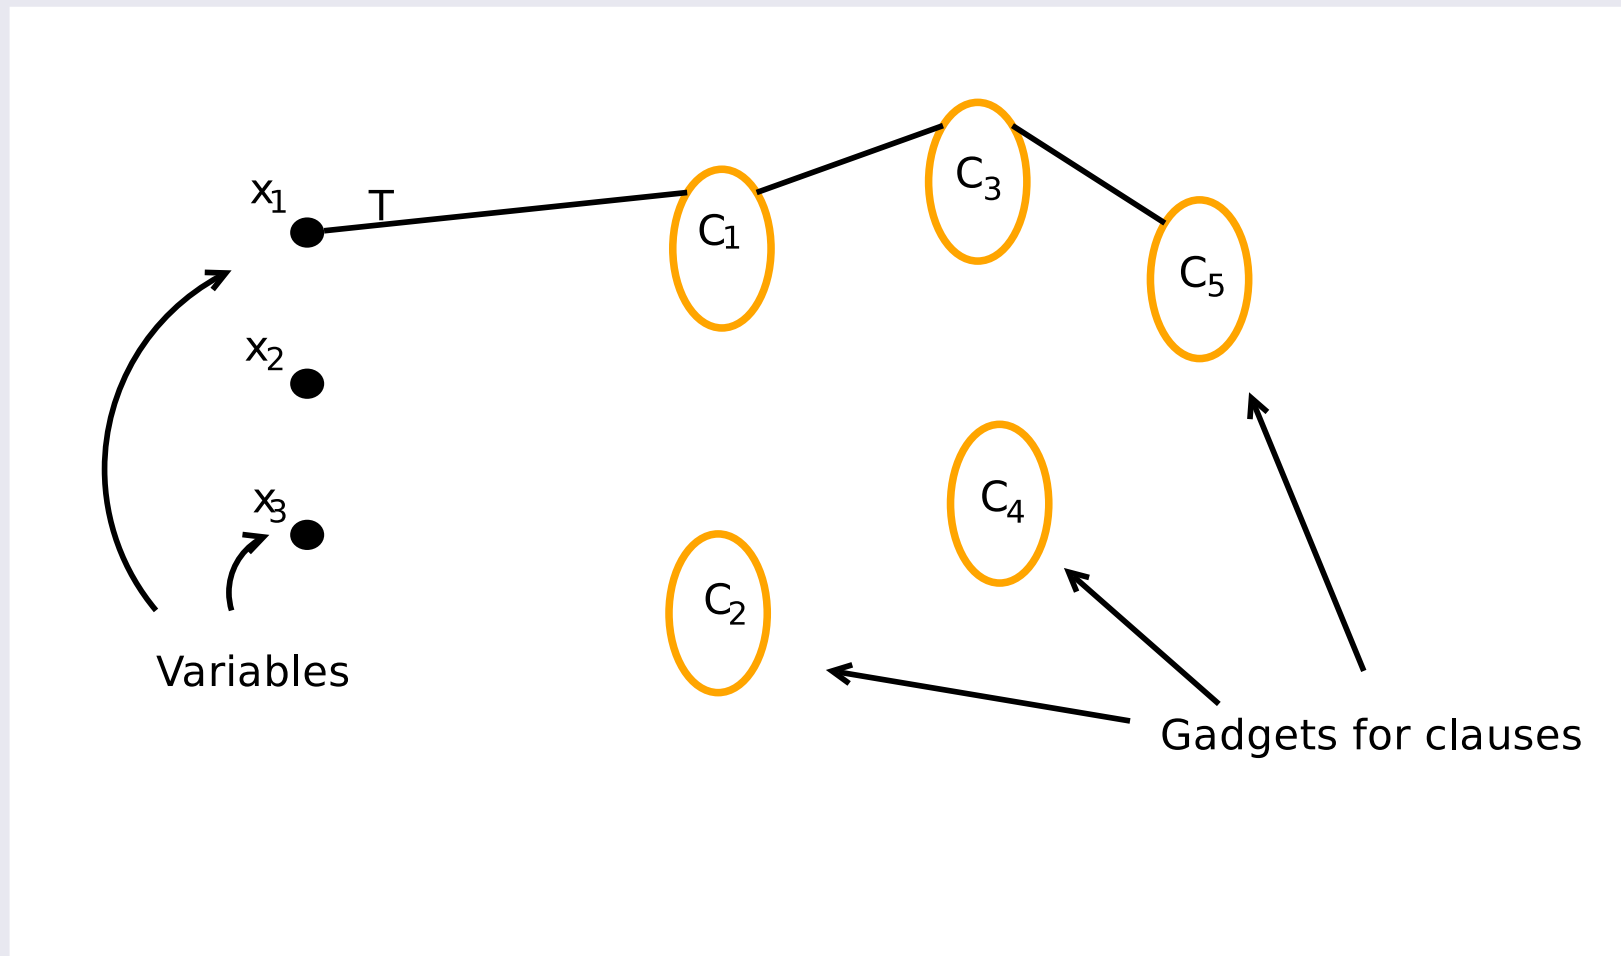 C₃
x₁ T
C₁
C₅
x₂
C₄
x₃
C₂
Variables
Gadgets for clauses